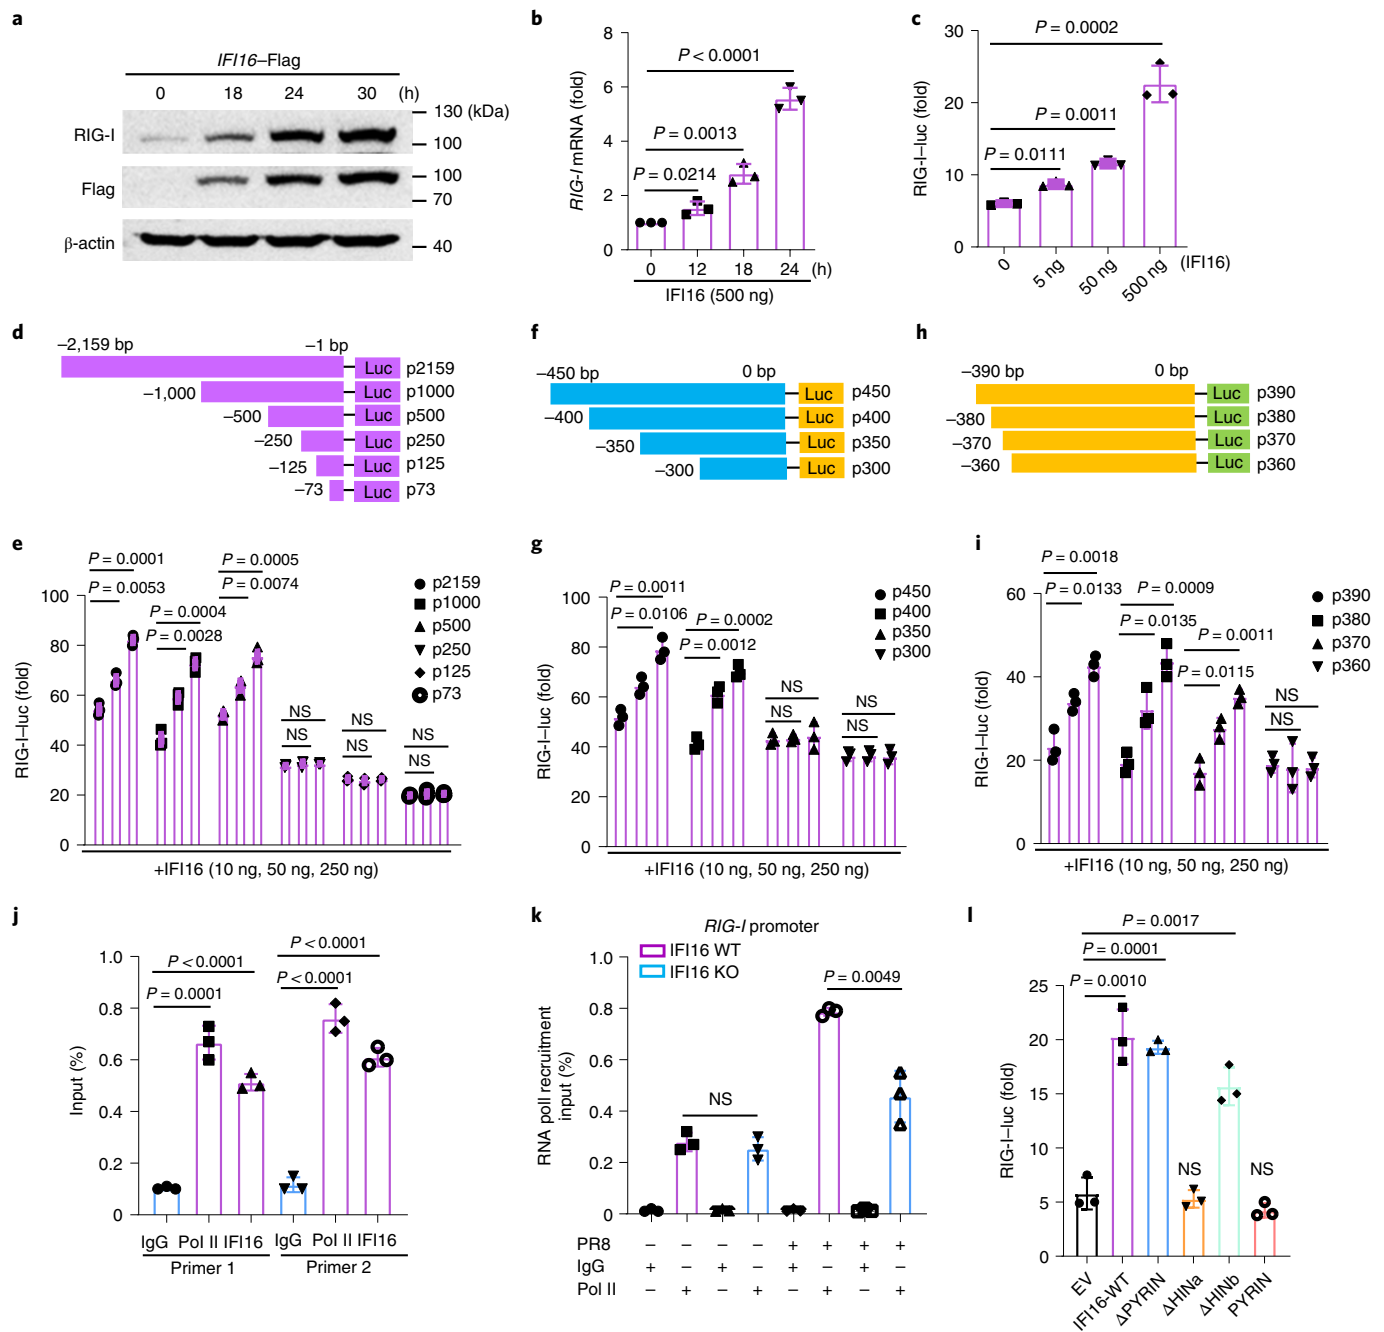 a
IFI16–Flag
0 18 24 30 (h)
130 (kDa)
RIG-I
100
Flag
100
70
β-actin
40
b
RIG-I mRNA (fold)
8
6
4
2
0
P < 0.0001
P = 0.0013
P = 0.0214
0 12 18 24 (h)
IFI16 (500 ng)
c
RIG-I–luc (fold)
30
20
10
0
P = 0.0002
P = 0.0011
P = 0.0111
0 5 ng 50 ng 500 ng (IFI16)
d
–2,159 bp –1 bp
Luc p2159
–1,000 Luc p1000
–500 Luc p500
–250 Luc p250
–125 Luc p125
–73 Luc p73
f
–450 bp 0 bp
Luc p450
–400 Luc p400
–350 Luc p350
–300 Luc p300
h
–390 bp 0 bp
Luc p390
–380 Luc p380
–370 Luc p370
–360 Luc p360
e
RIG-I–luc (fold)
100
80
60
40
20
0
P = 0.0001
P = 0.0053
P = 0.0004
P = 0.0028
P = 0.0005
P = 0.0074
NS
NS
NS
NS
NS
NS
p2159
p1000
p500
p250
p125
p73
+IFI16 (10 ng, 50 ng, 250 ng)
g
RIG-I–luc (fold)
100
80
60
40
20
0
P = 0.0011
P = 0.0106
P = 0.0002
P = 0.0012
NS
NS
NS
NS
p450
p400
p350
p300
+IFI16 (10 ng, 50 ng, 250 ng)
i
RIG-I–luc (fold)
60
40
20
0
P = 0.0018
P = 0.0133
P = 0.0009
P = 0.0135
P = 0.0011
P = 0.0115
NS
NS
p390
p380
p370
p360
+IFI16 (10 ng, 50 ng, 250 ng)
j
Input (%)
1.0
0.8
0.6
0.4
0.2
0
P < 0.0001
P = 0.0001
P < 0.0001
P < 0.0001
IgG Pol II IFI16 IgG Pol II IFI16
Primer 1 Primer 2
k
RIG-I promoter
IFI16 WT
IFI16 KO
RNA poll recruitment
input (%)
1.0
0.8
0.6
0.4
0.2
0
NS
P = 0.0049
PR8 – – – – + + + +
IgG + – + – + – + –
Pol II – + – + – + – +
l
RIG-I–luc (fold)
25
20
15
10
5
0
P = 0.0017
P = 0.0001
P = 0.0010
NS
NS
EV IFI16-WT ΔPYRIN ΔHINa ΔHINb PYRIN